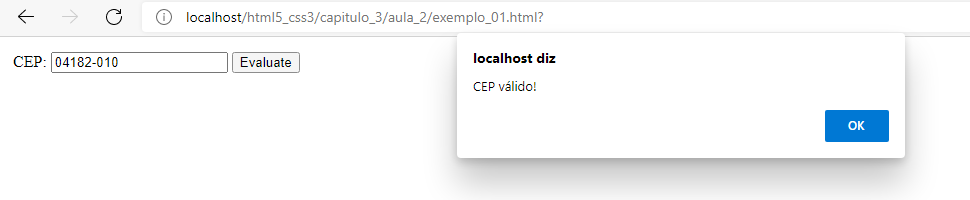 localhost/html5_css3/capitulo_3/aula_2/exemplo_01.html?
CEP: 04182-010 Evaluate
localhost diz
CEP válido!
OK